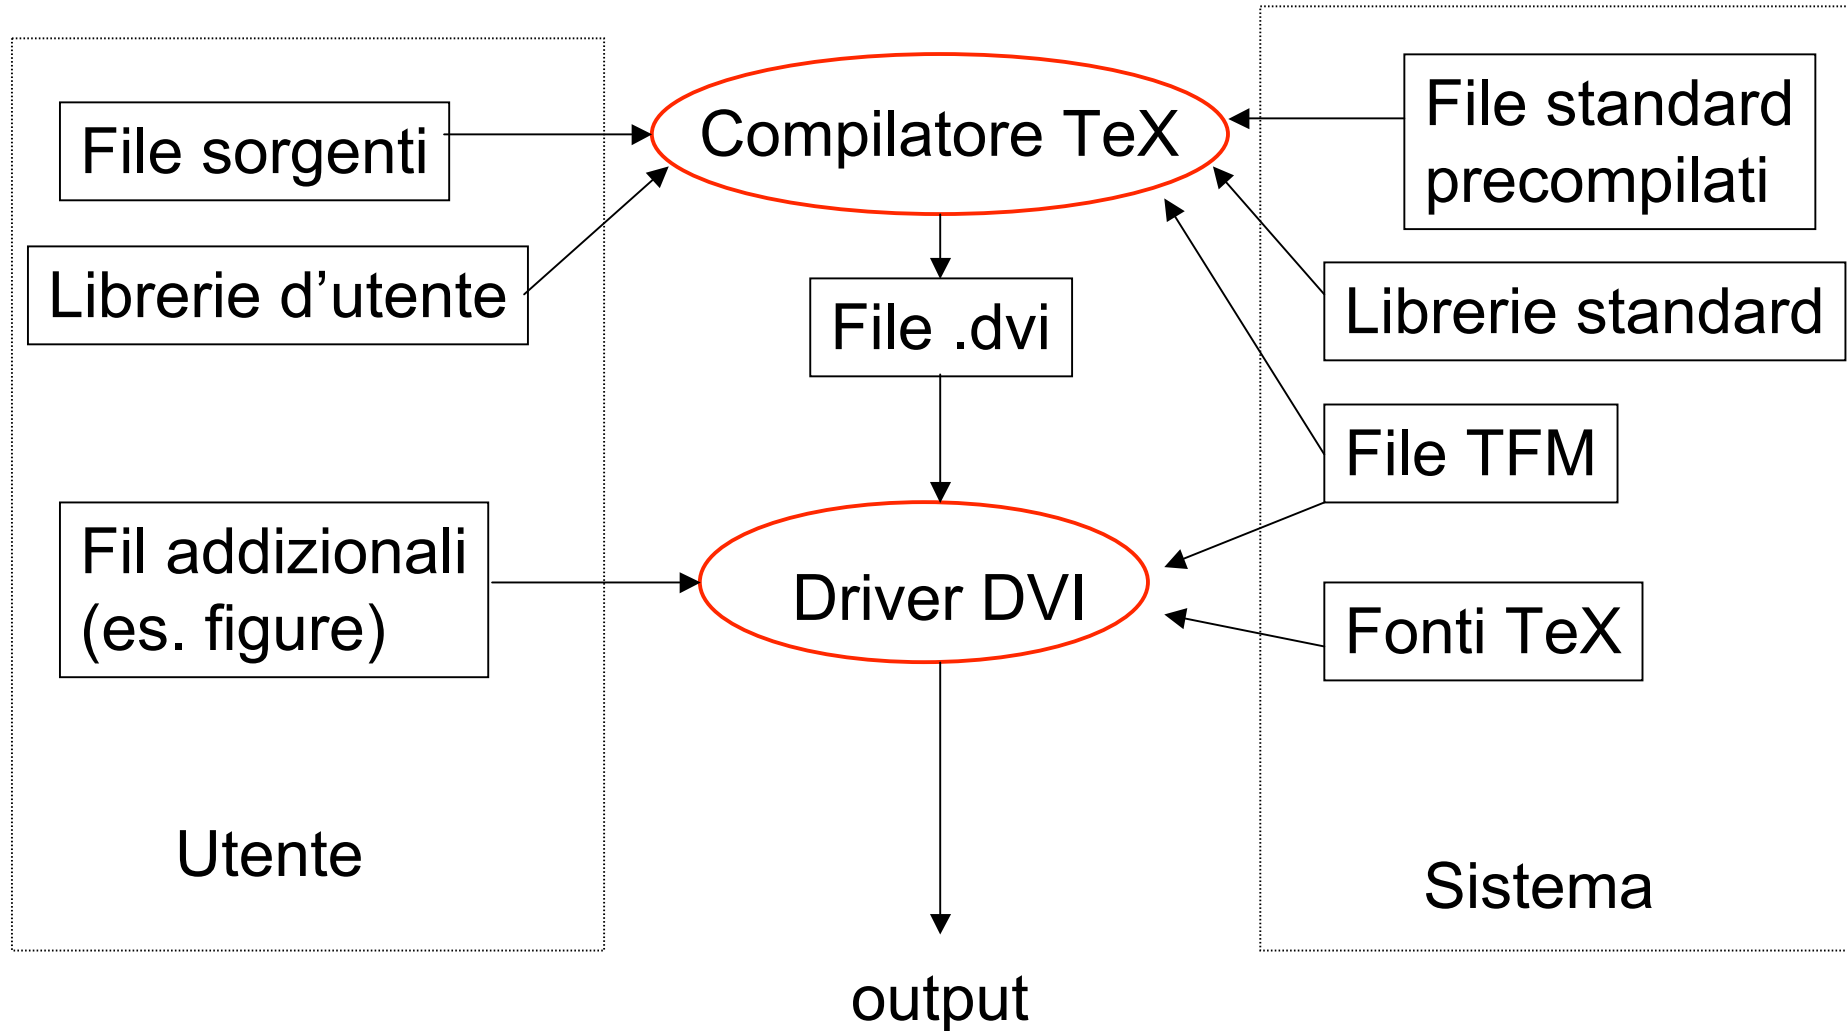 File sorgenti
Librerie d’utente
Fil addizionali
(es. figure)
Utente
Compilatore TeX
File .dvi
Driver DVI
output
File standard
precompilati
Librerie standard
File TFM
Fonti TeX
Sistema